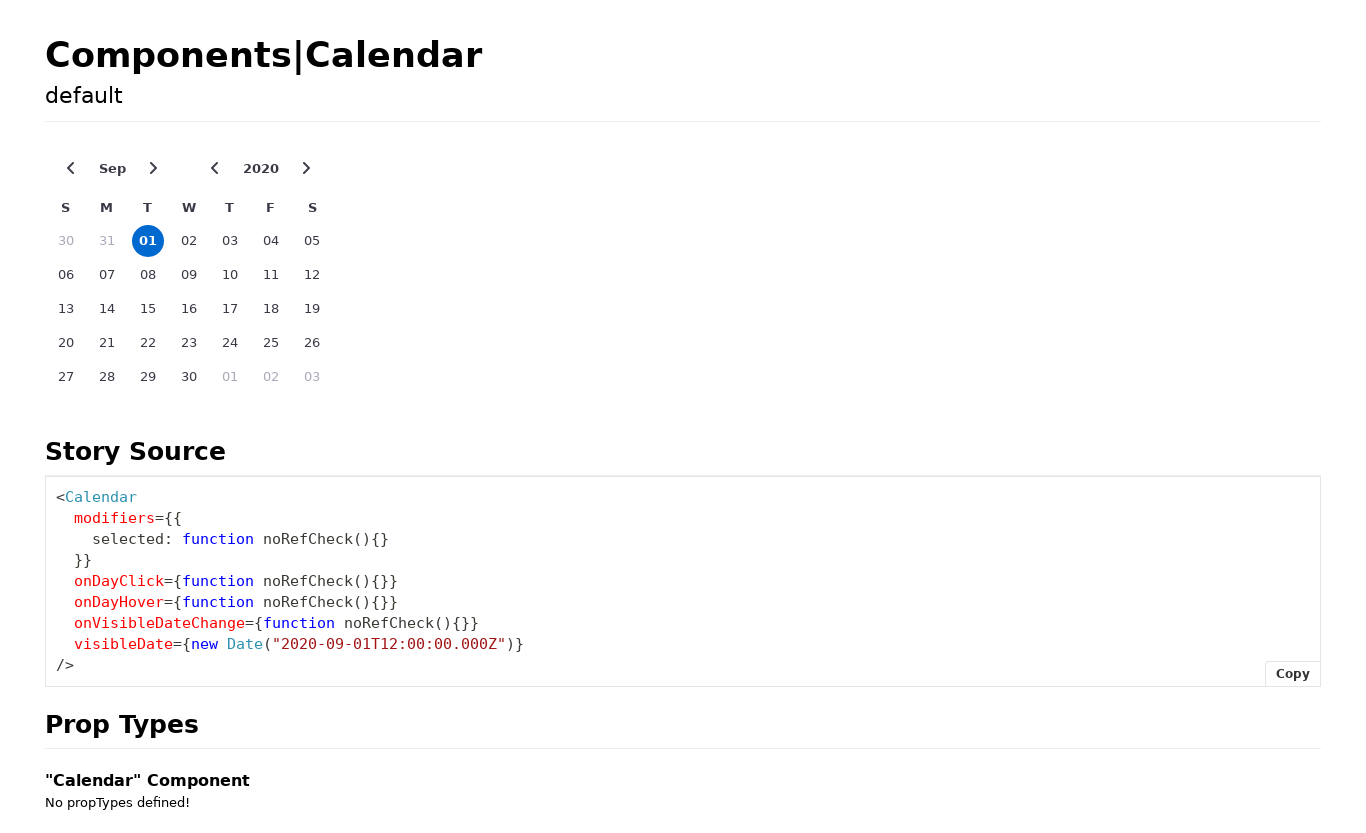 Components|Calendar
default
Sep 2020
S M T W T F S
30 31 01 02 03 04 05
06 07 08 09 10 11 12
13 14 15 16 17 18 19
20 21 22 23 24 25 26
27 28 29 30 01 02 03
Story Source
<Calendar
  modifiers={{
    selected: function noRefCheck(){}
  }}
  onDayClick={function noRefCheck(){}}
  onDayHover={function noRefCheck(){}}
  onVisibleDateChange={function noRefCheck(){}}
  visibleDate={new Date("2020-09-01T12:00:00.000Z")}
/>
Copy
Prop Types
"Calendar" Component
No propTypes defined!